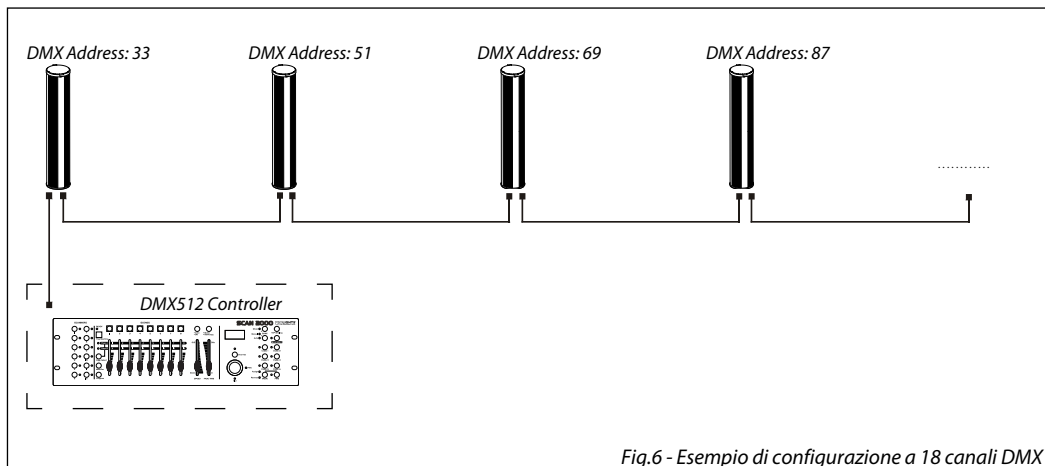 DMX Address: 33
DMX Address: 51
DMX Address: 69
DMX Address: 87
............
DMX512 Controller
SCAN 2000
Fig.6 - Esempio di configurazione a 18 canali DMX